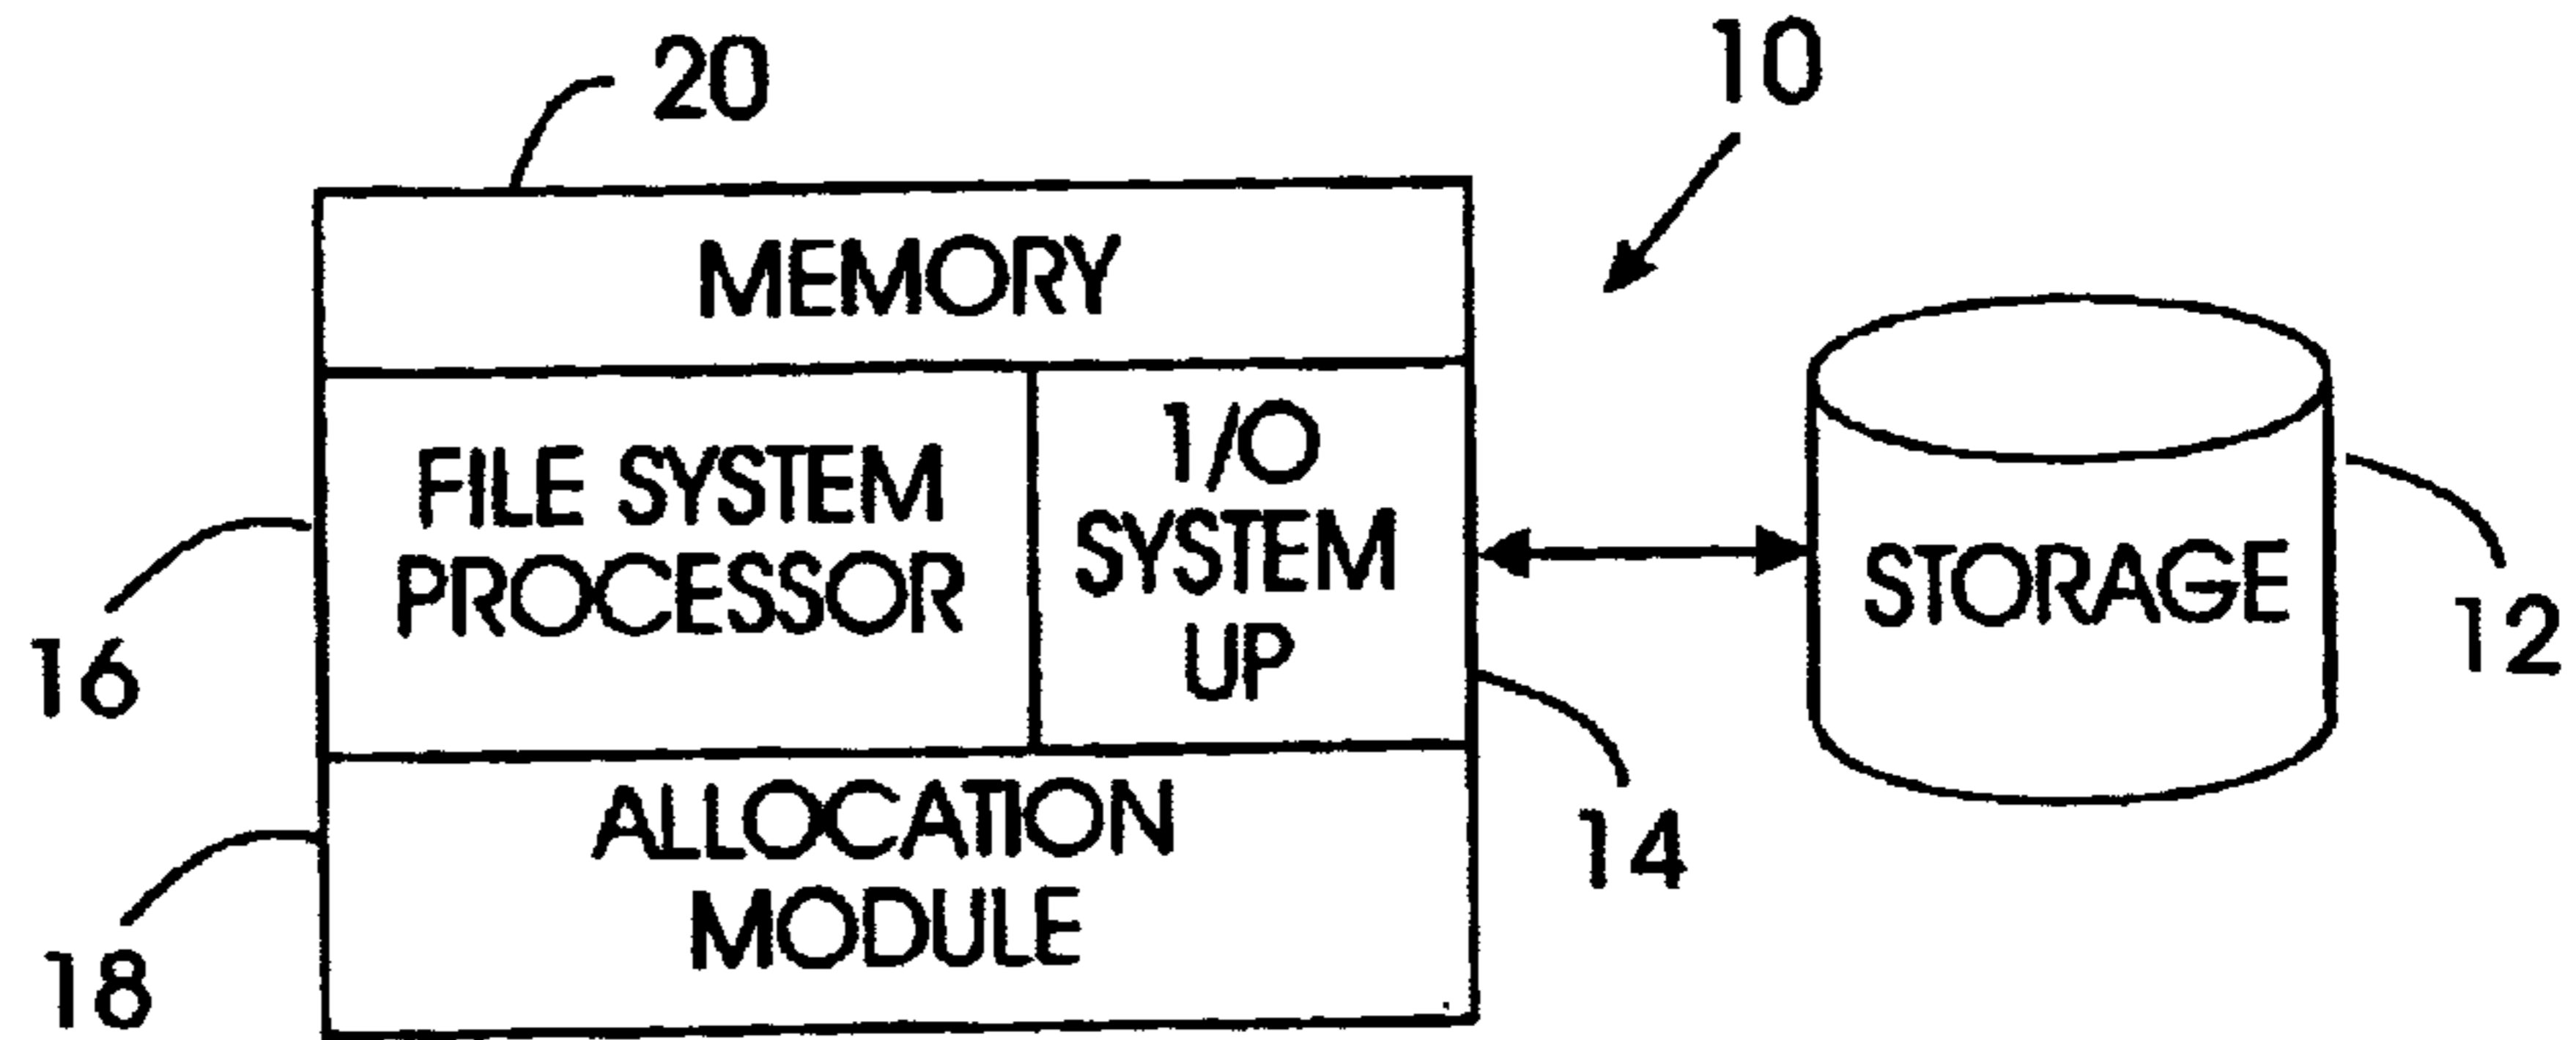 20
10
MEMORY
FILE SYSTEM
PROCESSOR
I/O
SYSTEM
UP
STORAGE
12
16
14
ALLOCATION
MODULE
18